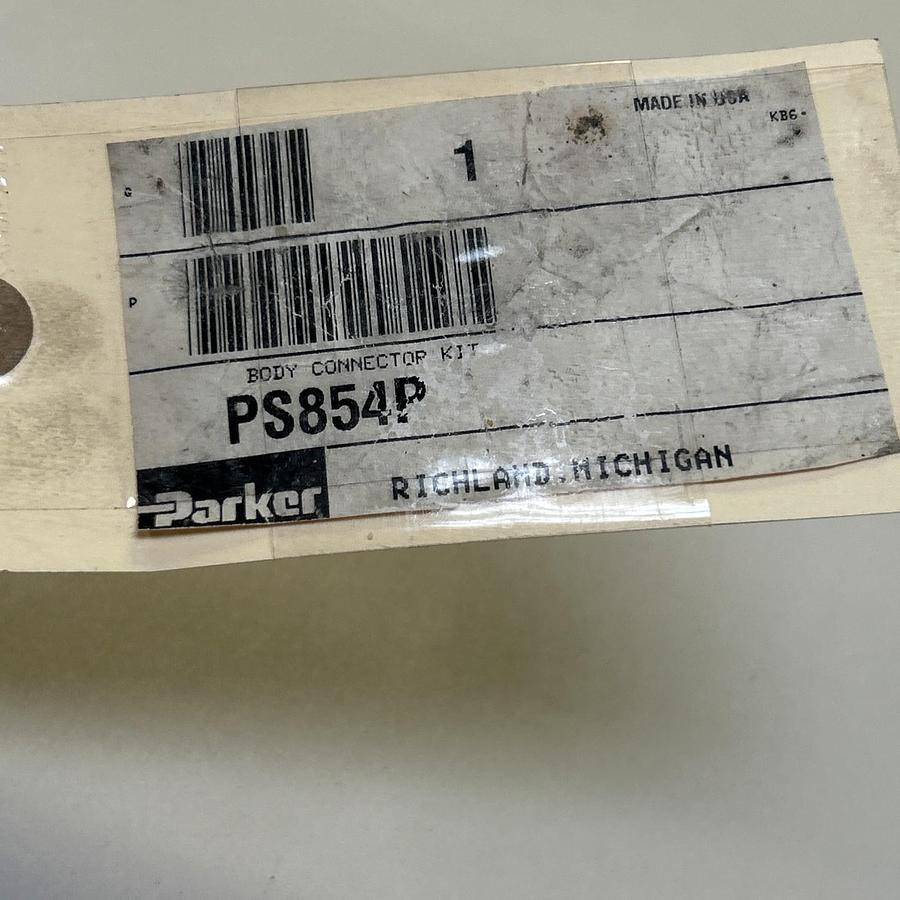 MADE IN USA
KB6-
1
P
BODY CONNECTOR KIT
PS854P
Parker
RICHLAND.MICHIGAN